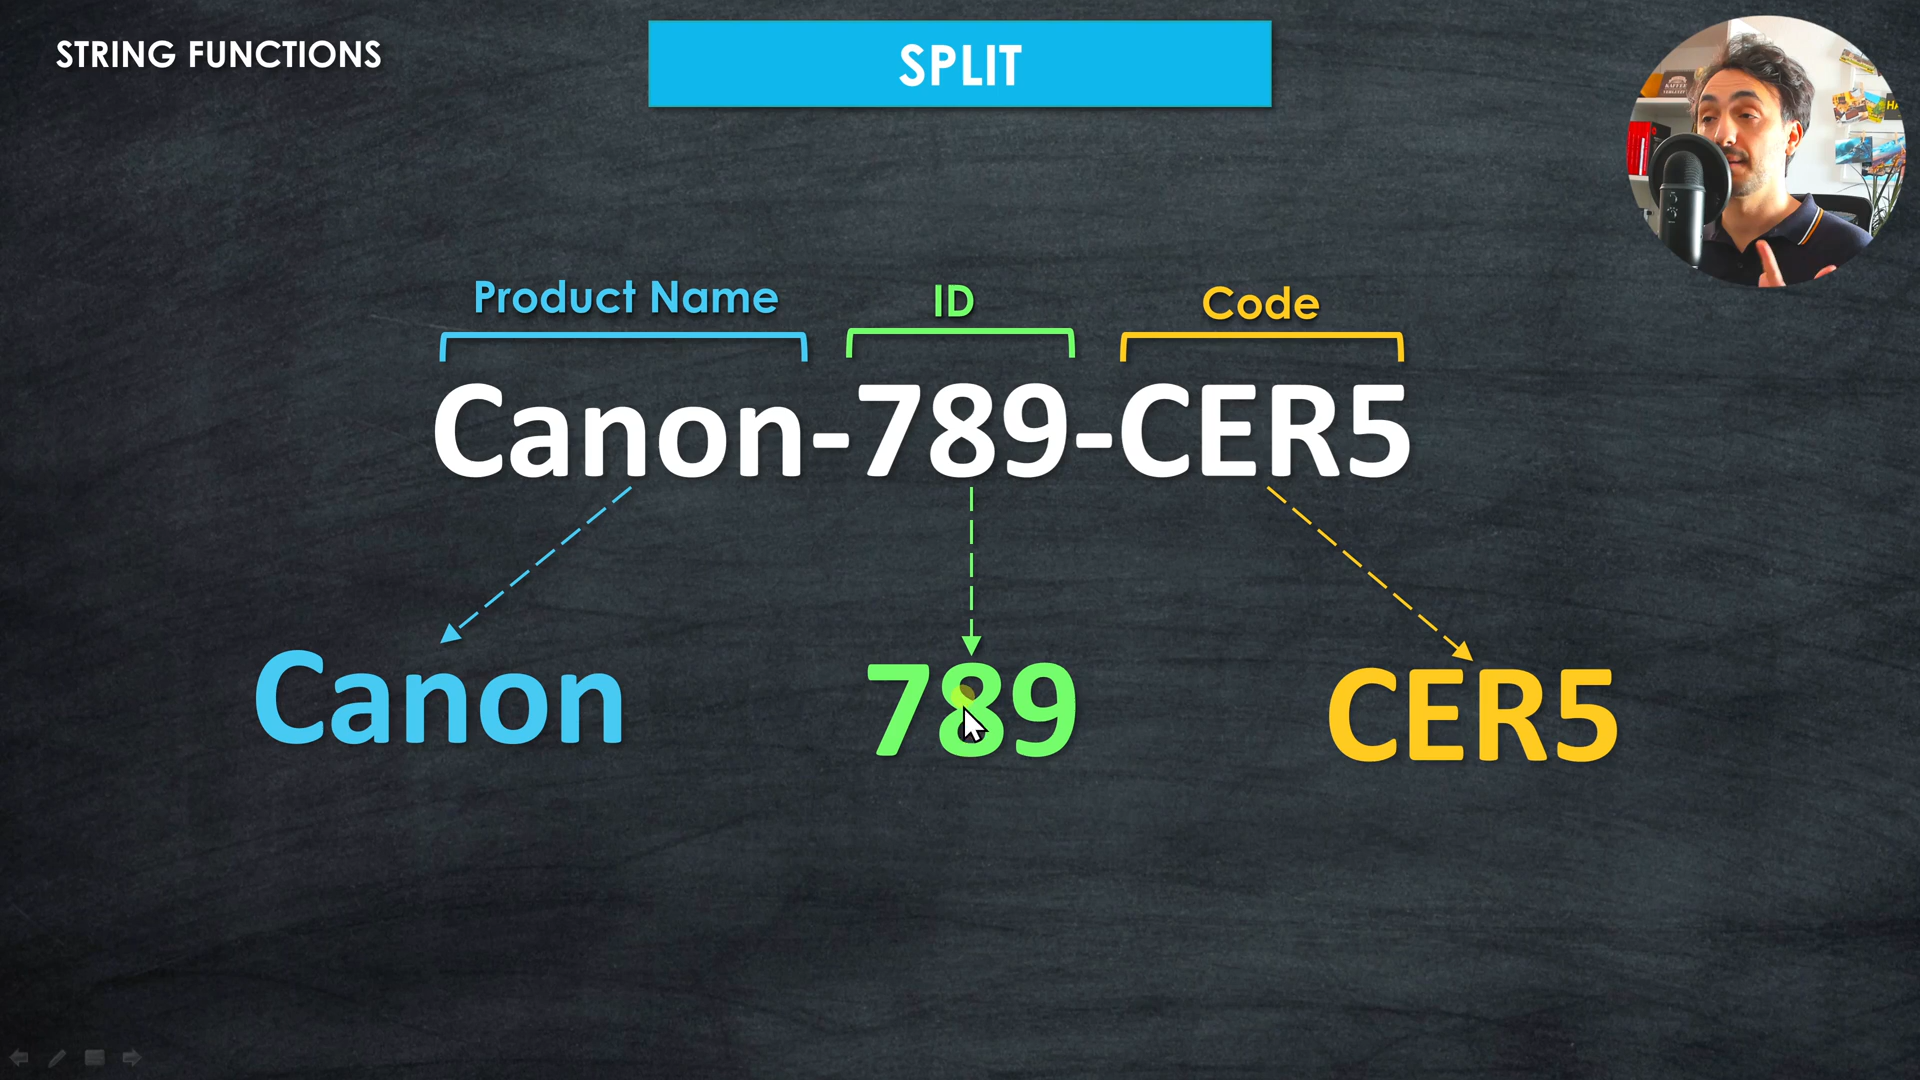 STRING FUNCTIONS
SPLIT
Product Name
ID
Code
Canon-789-CER5
Canon
789
CER5